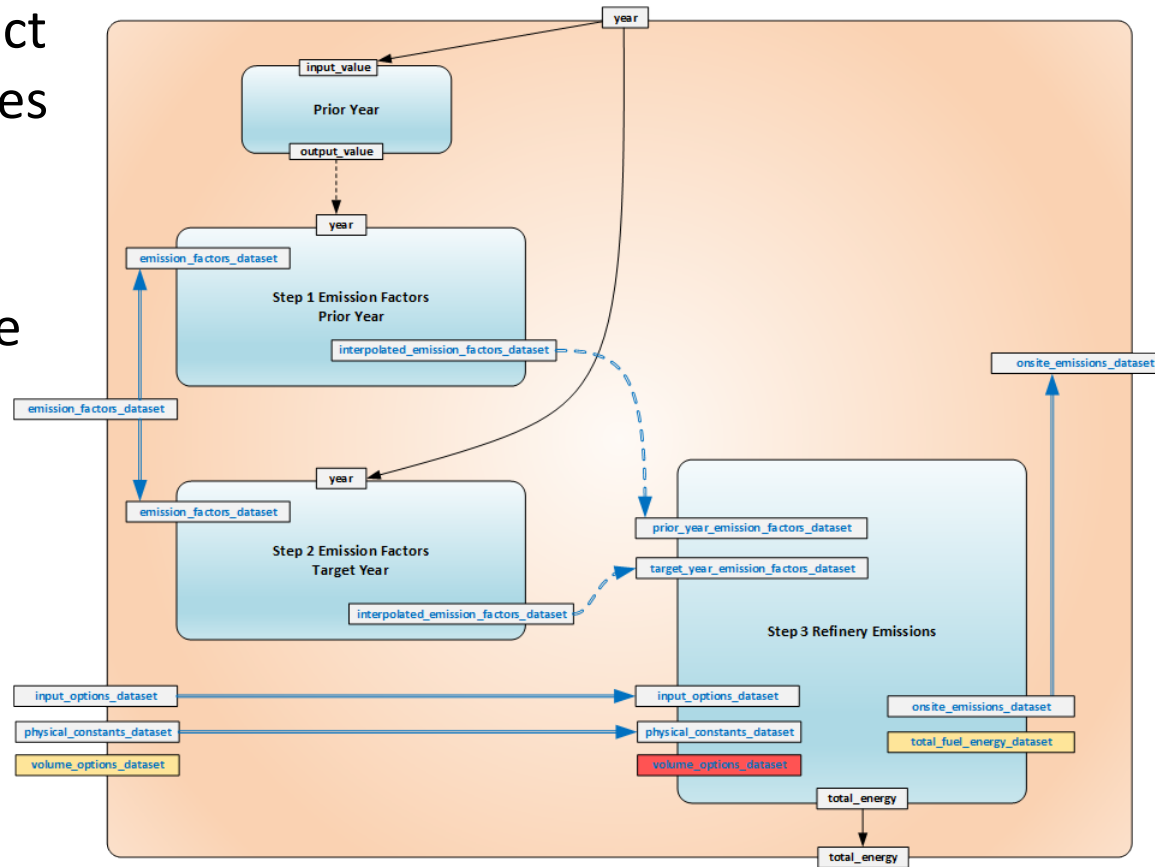 ct
es
e
year
input_value
Prior Year
output_value
year
emission_factors_dataset
Step 1 Emission Factors
Prior Year
interpolated_emission_factors_dataset
onsite_emissions_dataset
emission_factors_dataset
year
emission_factors_dataset
Step 2 Emission Factors
Target Year
interpolated_emission_factors_dataset
prior_year_emission_factors_dataset
target_year_emission_factors_dataset
Step 3 Refinery Emissions
input_options_dataset
input_options_dataset
onsite_emissions_dataset
physical_constants_dataset
physical_constants_dataset
total_fuel_energy_dataset
volume_options_dataset
volume_options_dataset
total_energy
total_energy